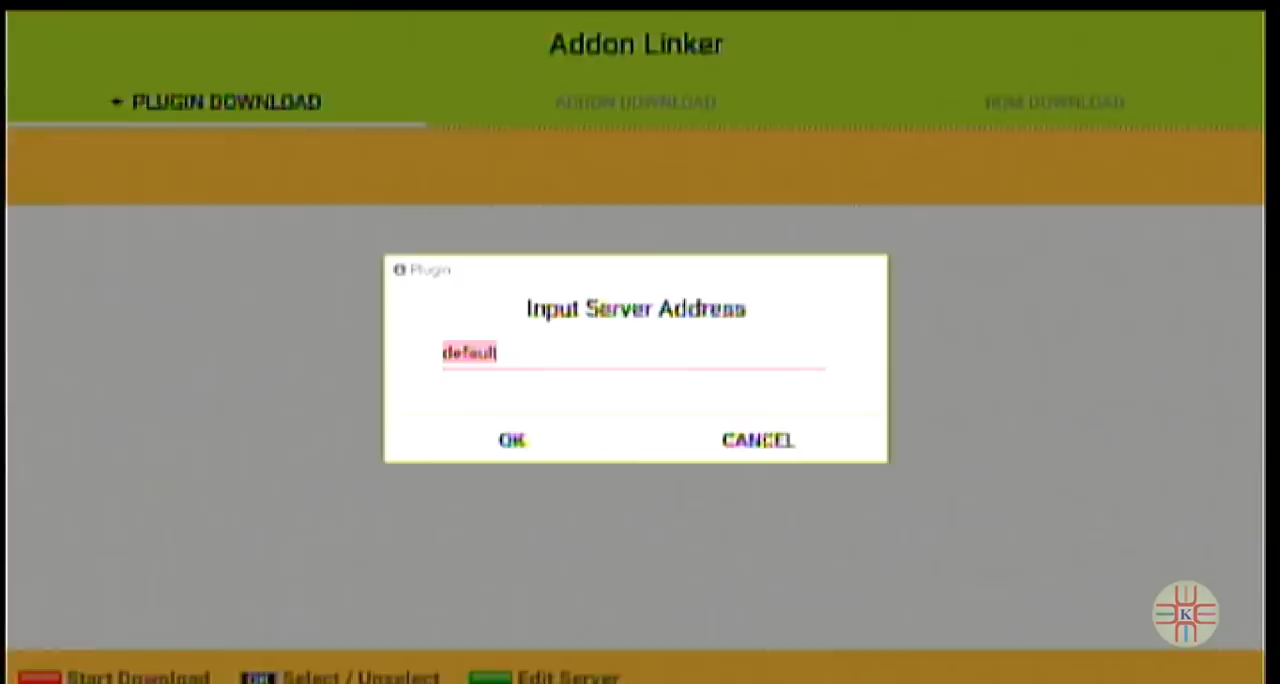 Addon Linker
PLUGIN DOWNLOAD
ADDON DOWNLOAD
ROM DOWNLOAD
Plugin
Input Server Address
default
OK
CANCEL
K
Start Download
OK
Select / Unselect
Edit Server